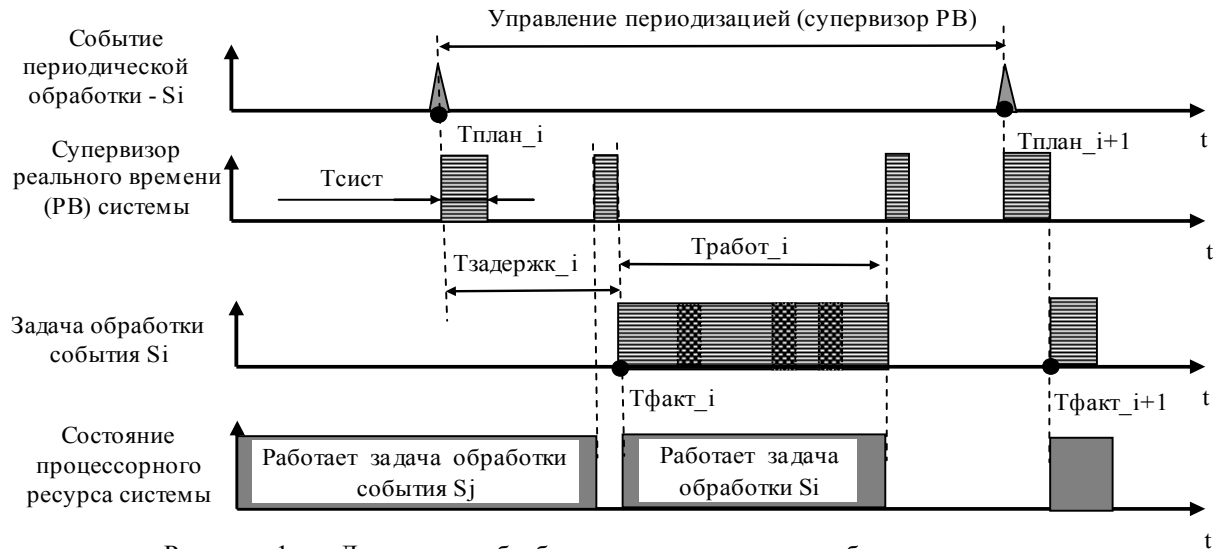 Управление периодизацией (супервизор РВ)
Событие
периодической
обработки - Si
Тплан_i
Тплан_i+1
t
Супервизор
реального времени
(РВ) системы
Тсист
t
Тзадержк_i
Тработ_i
Задача обработки
события Si
Тфакт_i
Тфакт_i+1
t
Состояние
процессорного
ресурса системы
Работает задача обработки
события Sj
Работает задача
обработки Si
t